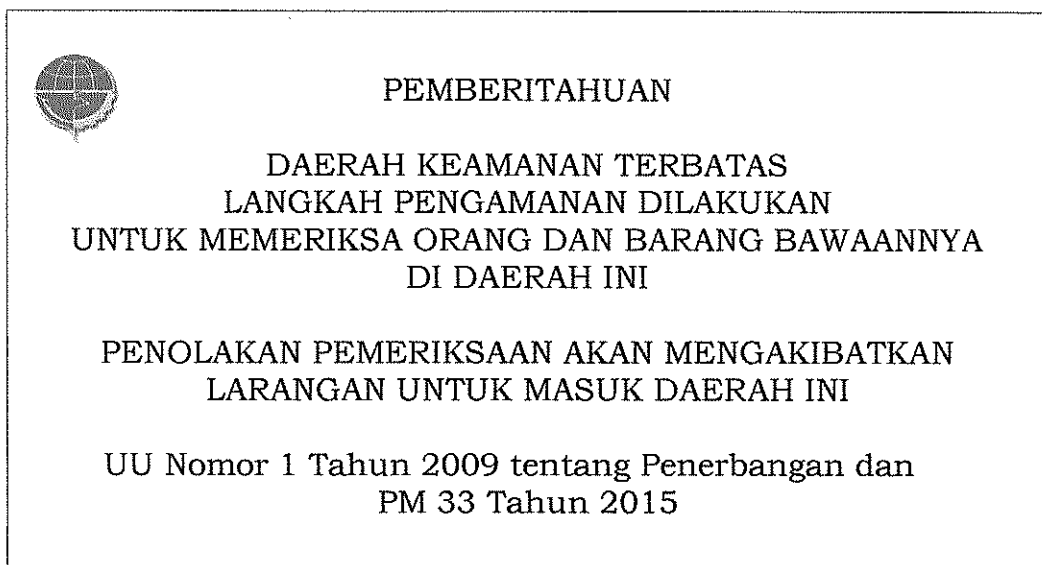 PEMBERITAHUAN
DAERAH KEAMANAN TERBATAS
LANGKAH PENGAMANAN DILAKUKAN
UNTUK MEMERIKSA ORANG DAN BARANG BAWAANNYA
DI DAERAH INI
PENOLAKAN PEMERIKSAAN AKAN MENGAKIBATKAN
LARANGAN UNTUK MASUK DAERAH INI
UU Nomor 1 Tahun 2009 tentang Penerbangan dan
PM 33 Tahun 2015